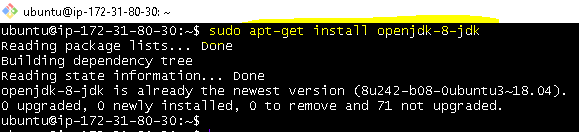 ubuntu@ip-172-31-80-30: ~
ubuntu@ip-172-31-80-30:~$ sudo apt-get install openjdk-8-jdk
Reading package lists... Done
Building dependency tree
Reading state information... Done
openjdk-8-jdk is already the newest version (8u242-b08-0ubuntu3~18.04).
0 upgraded, 0 newly installed, 0 to remove and 71 not upgraded.
ubuntu@ip-172-31-80-30:~$